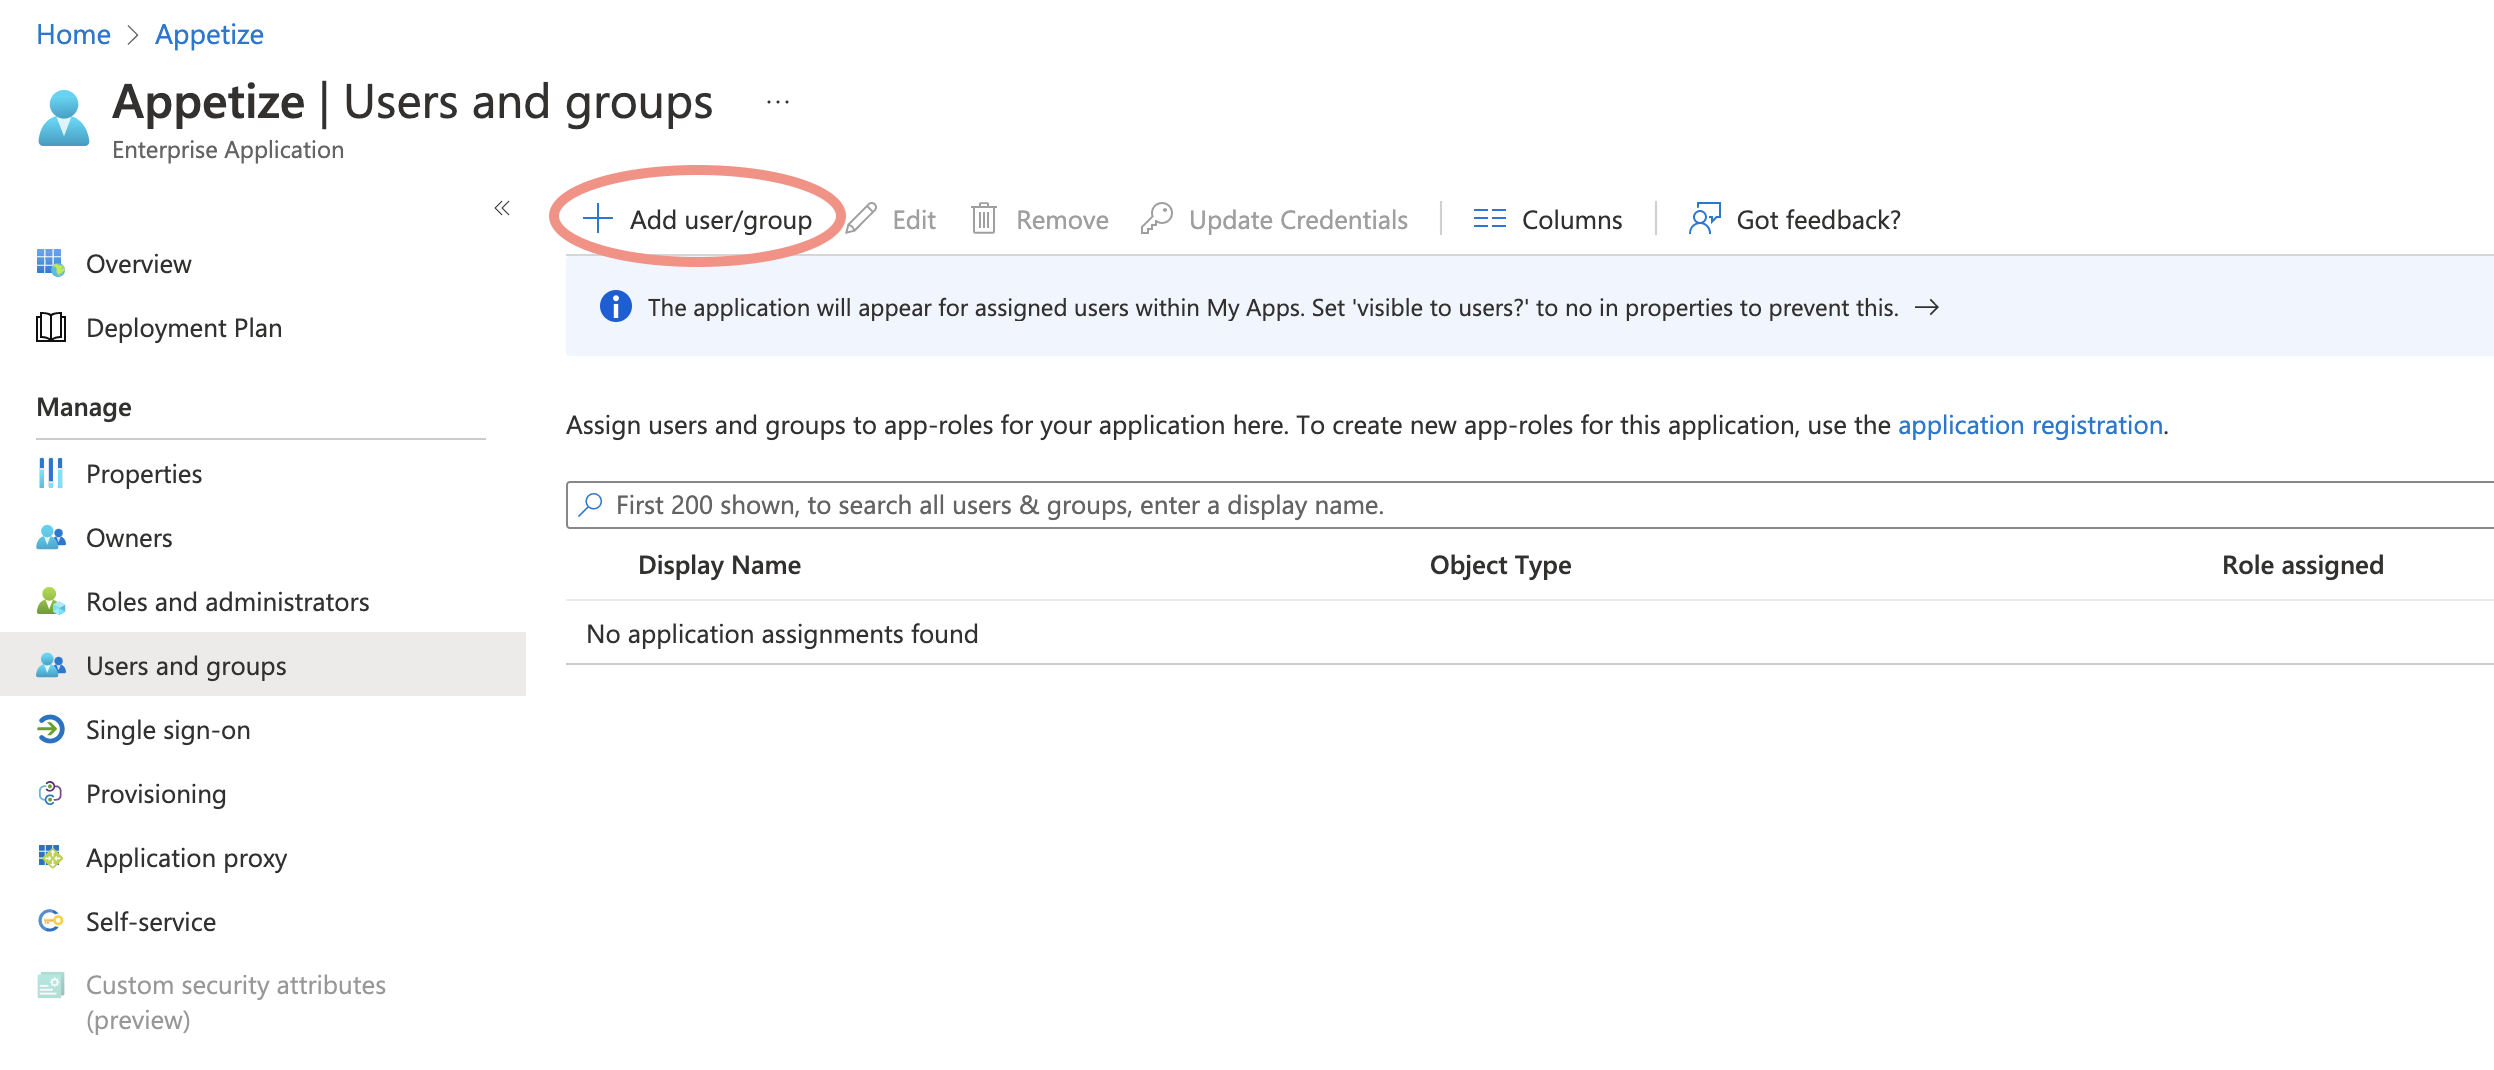 Home > Appetize
Appetize | Users and groups ...
Enterprise Application
«
Add user/group Edit Remove Update Credentials Columns Got feedback?
The application will appear for assigned users within My Apps. Set 'visible to users?' to no in properties to prevent this. →
Overview
Deployment Plan
Manage
Properties
Owners
Roles and administrators
Users and groups
Single sign-on
Provisioning
Application proxy
Self-service
Custom security attributes
(preview)
Assign users and groups to app-roles for your application here. To create new app-roles for this application, use the application registration.
First 200 shown, to search all users & groups, enter a display name.
Display Name Object Type Role assigned
No application assignments found